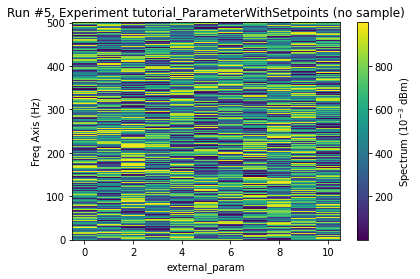 Run #5, Experiment tutorial_ParameterWithSetpoints (no sample)
500
400
300
200
100
0
Freq Axis (Hz)
0 2 4 6 8 10
external_param
800
600
400
200
Spectrum (10⁻³ dBm)